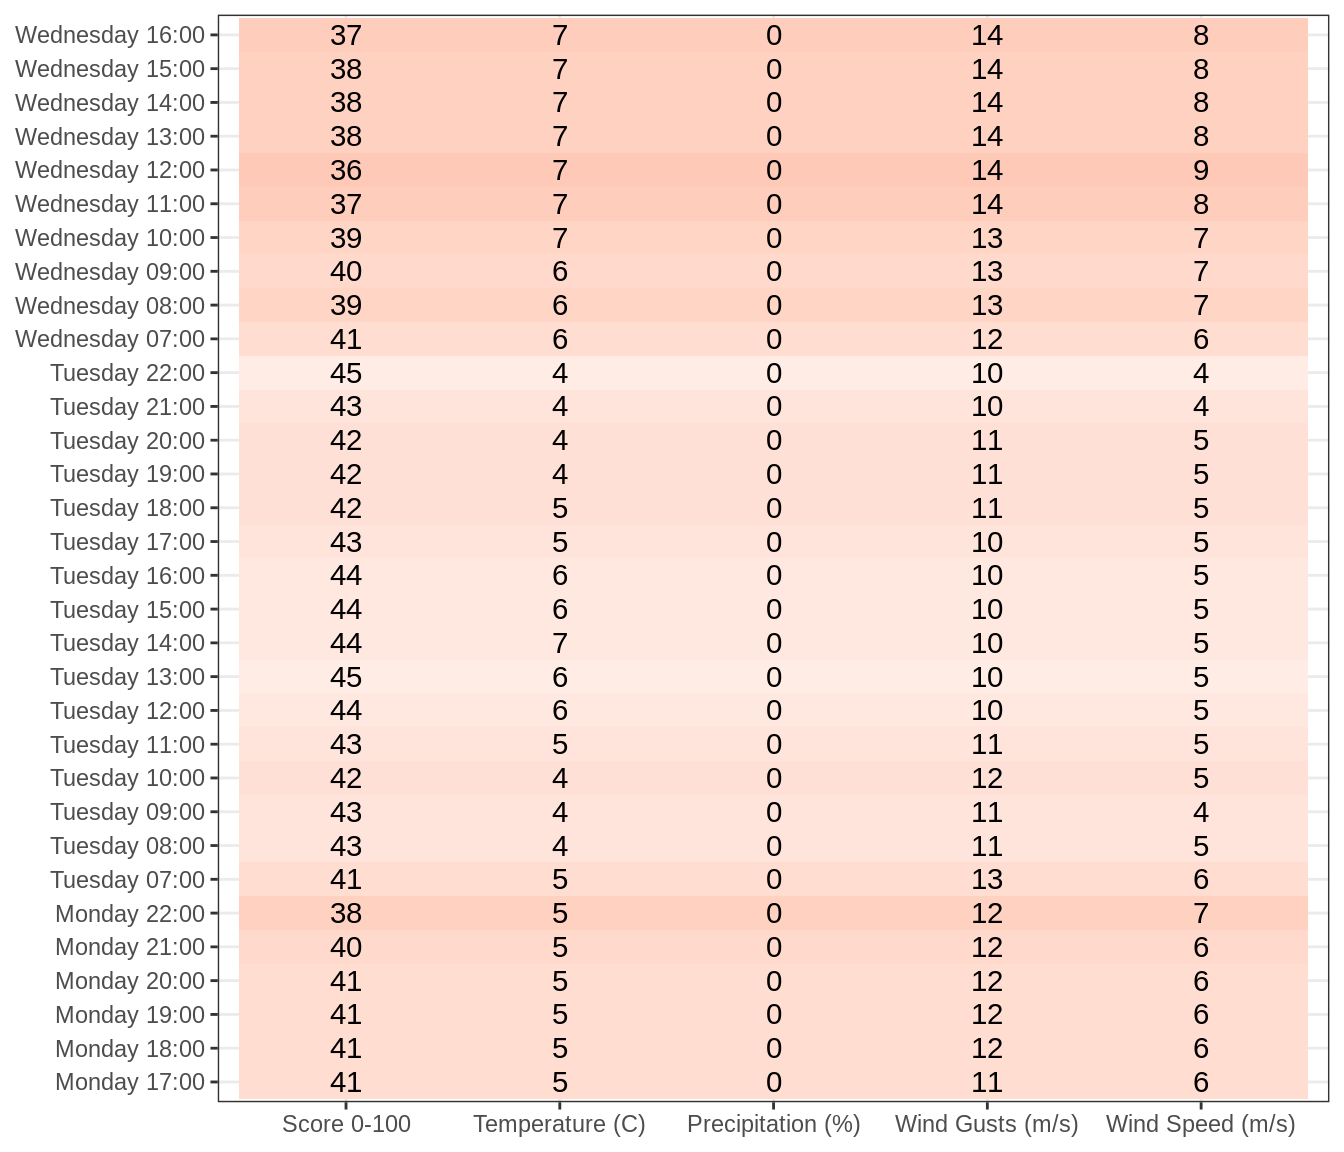 Wednesday 16:00 37 7 0 14 8
Wednesday 15:00 38 7 0 14 8
Wednesday 14:00 38 7 0 14 8
Wednesday 13:00 38 7 0 14 8
Wednesday 12:00 36 7 0 14 9
Wednesday 11:00 37 7 0 14 8
Wednesday 10:00 39 7 0 13 7
Wednesday 09:00 40 6 0 13 7
Wednesday 08:00 39 6 0 13 7
Wednesday 07:00 41 6 0 12 6
Tuesday 22:00 45 4 0 10 4
Tuesday 21:00 43 4 0 10 4
Tuesday 20:00 42 4 0 11 5
Tuesday 19:00 42 4 0 11 5
Tuesday 18:00 42 5 0 11 5
Tuesday 17:00 43 5 0 10 5
Tuesday 16:00 44 6 0 10 5
Tuesday 15:00 44 6 0 10 5
Tuesday 14:00 44 7 0 10 5
Tuesday 13:00 45 6 0 10 5
Tuesday 12:00 44 6 0 10 5
Tuesday 11:00 43 5 0 11 5
Tuesday 10:00 42 4 0 12 5
Tuesday 09:00 43 4 0 11 4
Tuesday 08:00 43 4 0 11 5
Tuesday 07:00 41 5 0 13 6
Monday 22:00 38 5 0 12 7
Monday 21:00 40 5 0 12 6
Monday 20:00 41 5 0 12 6
Monday 19:00 41 5 0 12 6
Monday 18:00 41 5 0 12 6
Monday 17:00 41 5 0 11 6
Score 0-100 Temperature (C) Precipitation (%) Wind Gusts (m/s) Wind Speed (m/s)